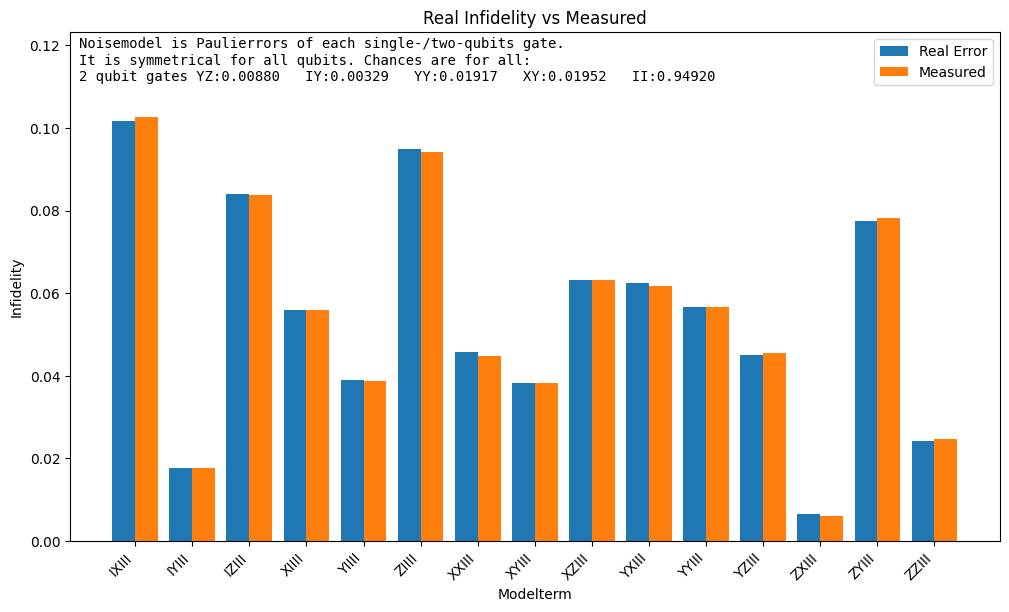 Real Infidelity vs Measured
Noisemodel is Paulierrors of each single-/two-qubits gate.
It is symmetrical for all qubits. Chances are for all:
2 qubit gates YZ:0.00880   IY:0.00329   YY:0.01917   XY:0.01952   II:0.94920
Real Error
Measured
Infidelity
0.12
0.10
0.08
0.06
0.04
0.02
0.00
IXIII
IYIII
IZIII
XIIII
YIIII
ZIIII
XXIII
XYIII
XZIII
YXIII
YYIII
YZIII
ZXIII
ZYIII
ZZIII
Modelterm